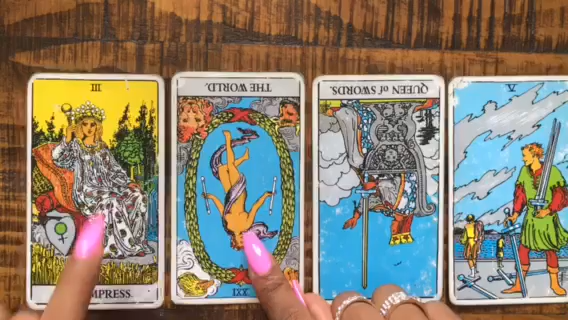 III
MPRESS.
THE WORLD.
XXI
QUEEN of SWORDS.
V